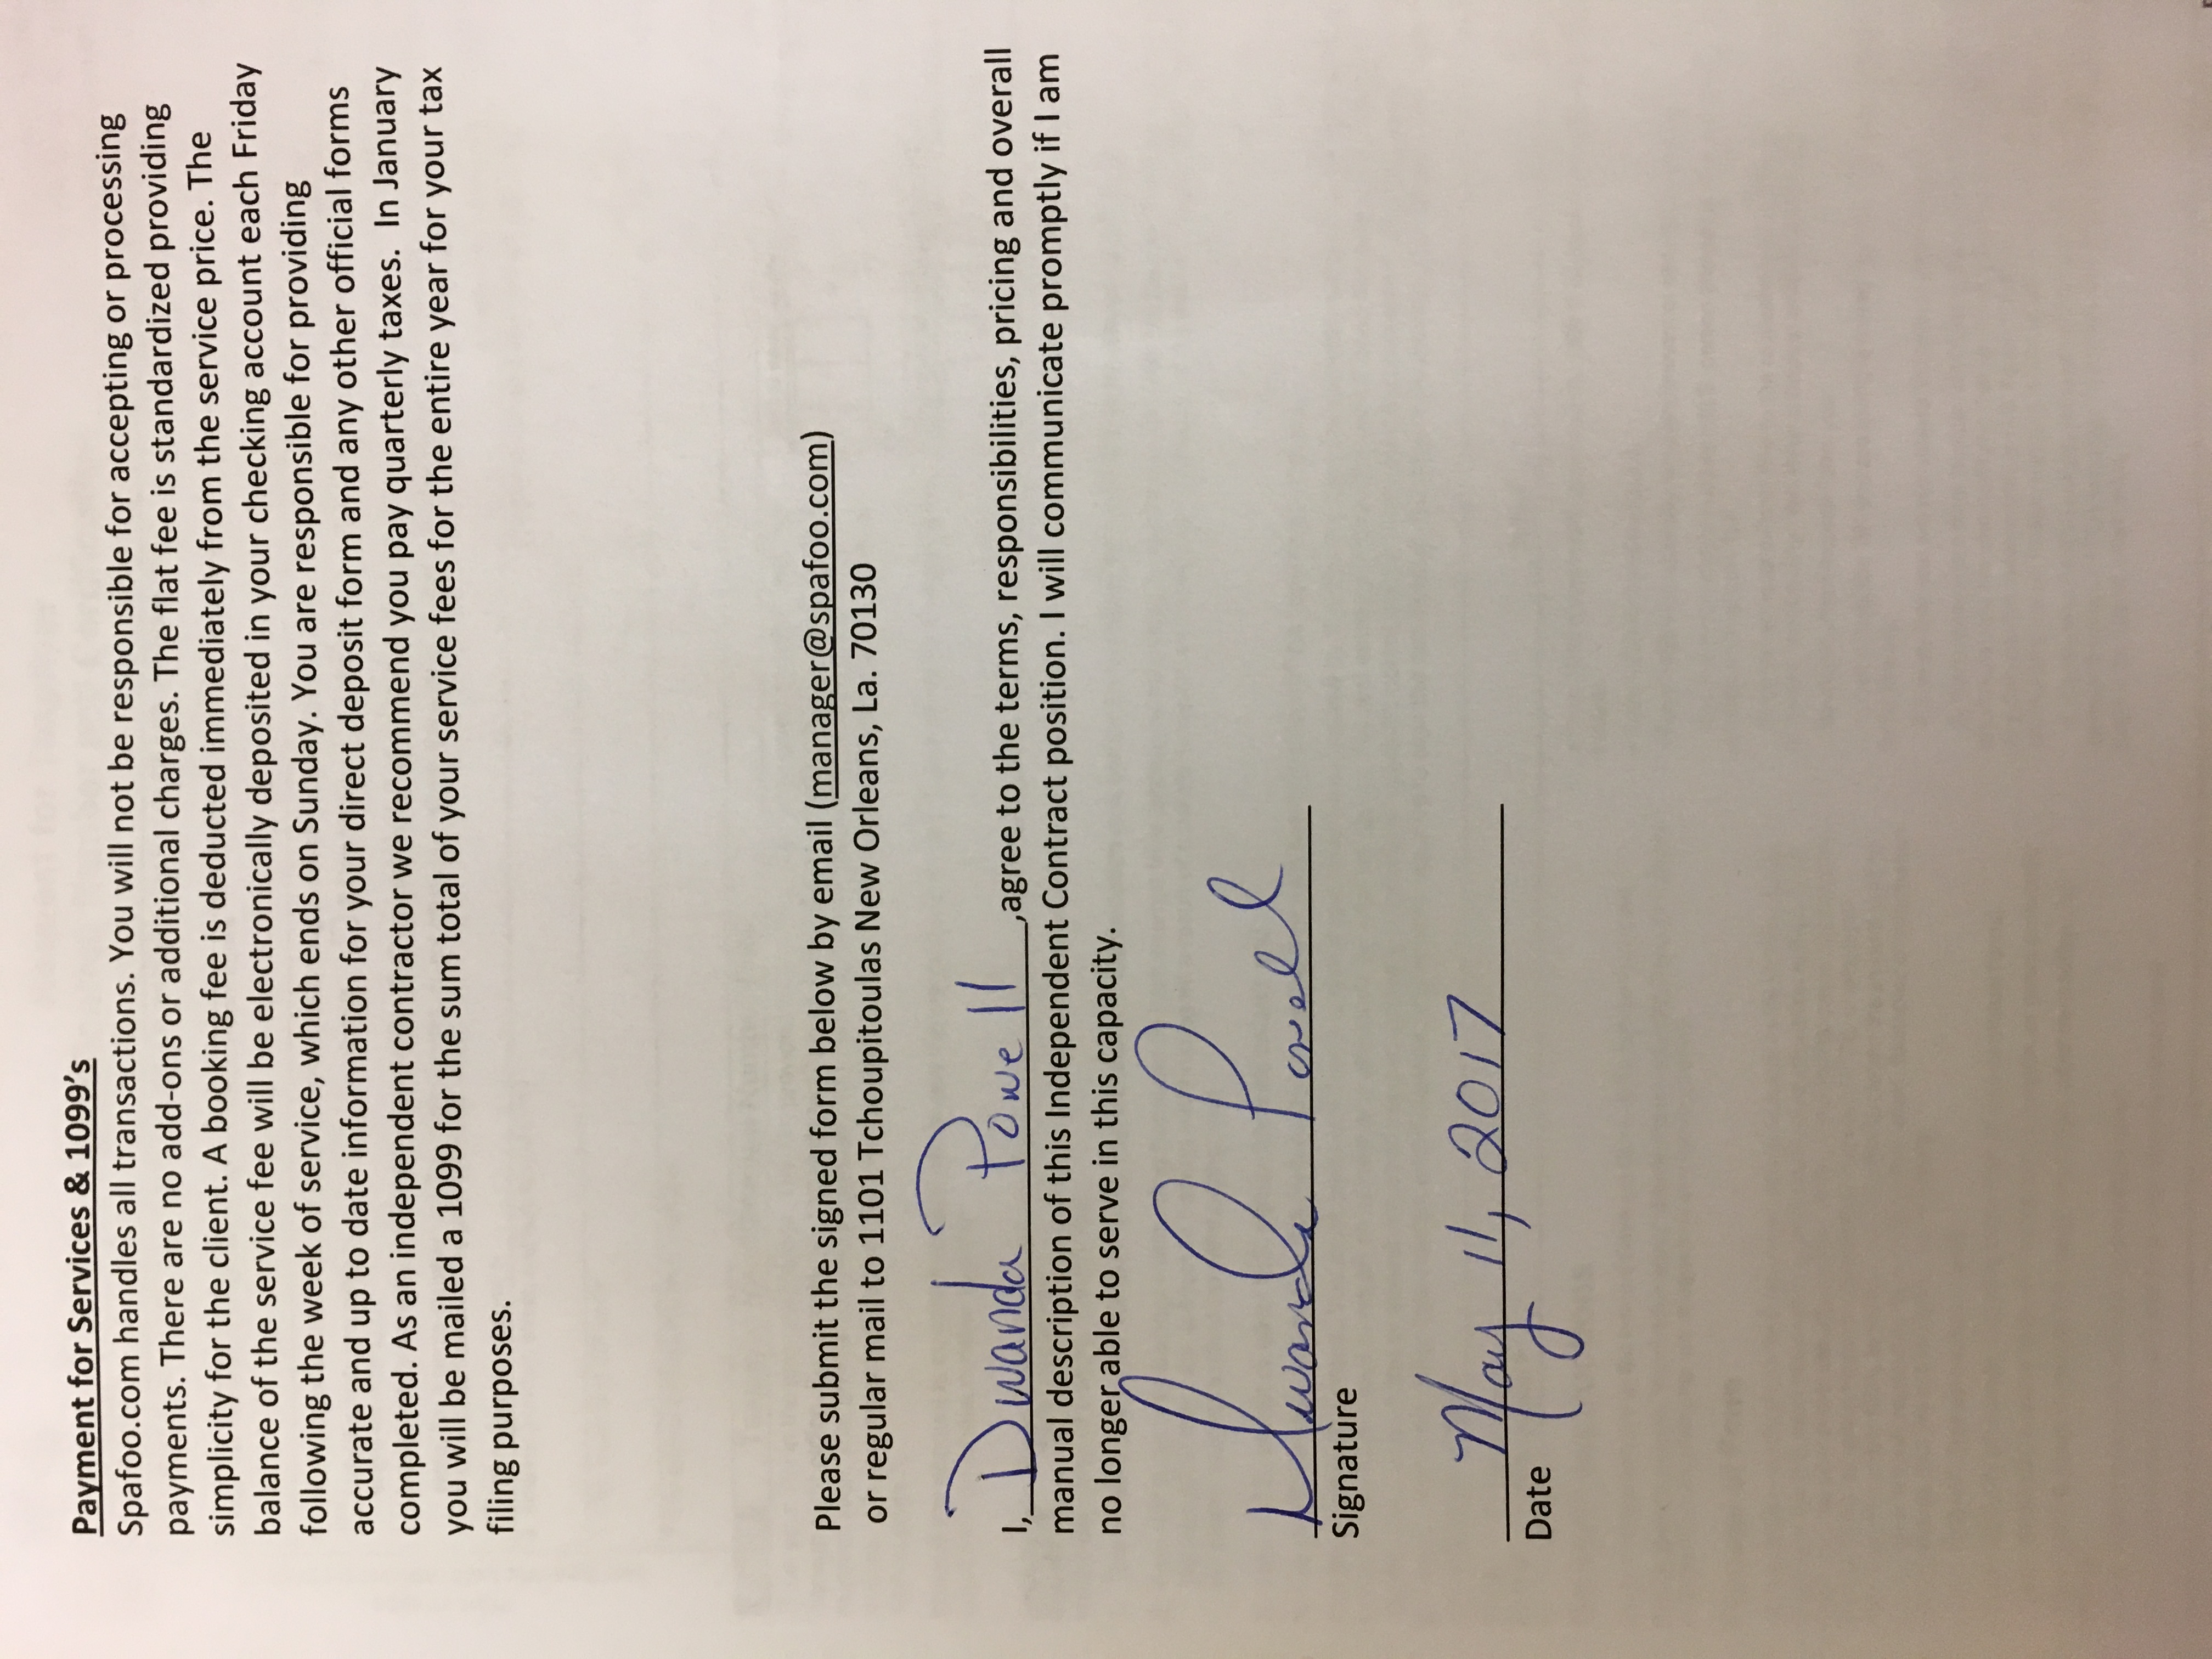 Payment for Services & 1099's
Spafoo.com handles all transactions. You will not be responsible for accepting or processing
payments. There are no add-ons or additional charges. The flat fee is standardized providing
simplicity for the client. A booking fee is deducted immediately from the service price. The
balance of the service fee will be electronically deposited in your checking account each Friday
following the week of service, which ends on Sunday. You are responsible for providing
accurate and up to date information for your direct deposit form and any other official forms
completed. As an independent contractor we recommend you pay quarterly taxes.  In January
you will be mailed a 1099 for the sum total of your service fees for the entire year for your tax
filing purposes.
Please submit the signed form below by email (manager@spafoo.com)
or regular mail to 1101 Tchoupitoulas New Orleans, La. 70130
I, Dwanda Powell ,agree to the terms, responsibilities, pricing and overall
manual description of this Independent Contract position. I will communicate promptly if I am
no longer able to serve in this capacity.
Dwanda Powell
Signature
May 11, 2017
Date